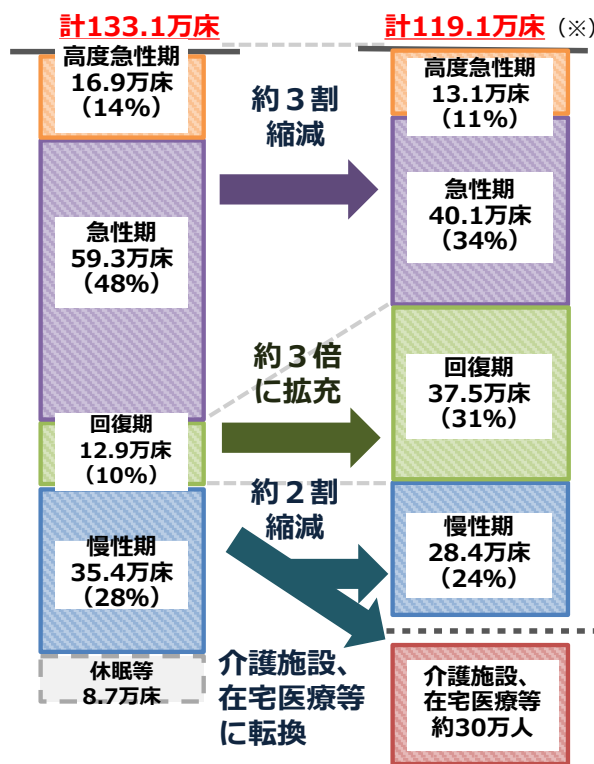 計133.1万床
高度急性期
16.9万床
（14%）
急性期
59.3万床
（48%）
回復期
12.9万床
（10%）
慢性期
35.4万床
（28%）
休眠等
8.7万床
約３割
縮減
約３倍
に拡充
約２割
縮減
介護施設、
在宅医療等
に転換
計119.1万床（※）
高度急性期
13.1万床
（11%）
急性期
40.1万床
（34%）
回復期
37.5万床
（31%）
慢性期
28.4万床
（24%）
介護施設、
在宅医療等
約30万人